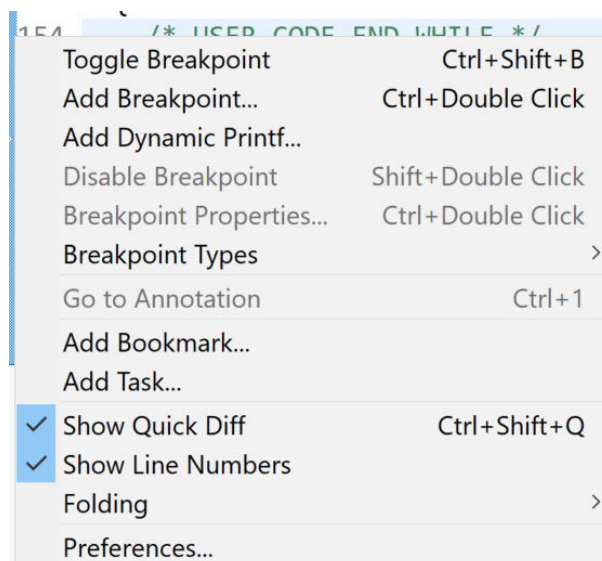 154 /* USER CODE END WHILE */
Toggle Breakpoint Ctrl+Shift+B
Add Breakpoint... Ctrl+Double Click
Add Dynamic Printf...
Disable Breakpoint Shift+Double Click
Breakpoint Properties... Ctrl+Double Click
Breakpoint Types
Go to Annotation Ctrl+1
Add Bookmark...
Add Task...
Show Quick Diff Ctrl+Shift+Q
Show Line Numbers
Folding
Preferences...